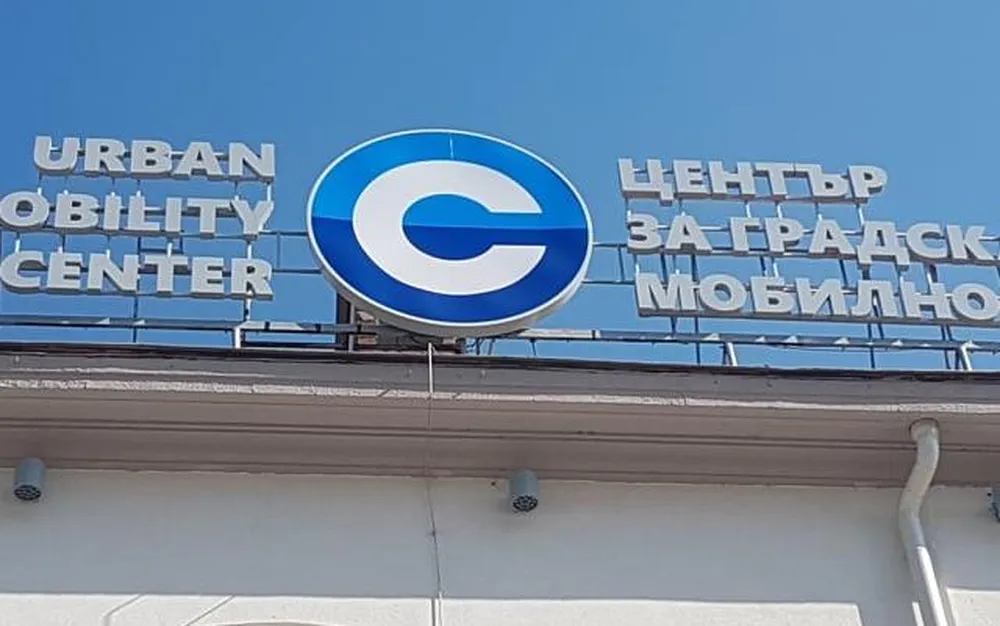 URBAN
OBILITY
CENTER
C
ЦЕНТЪР
ЗА ГРАДСК
МОБИЛНО